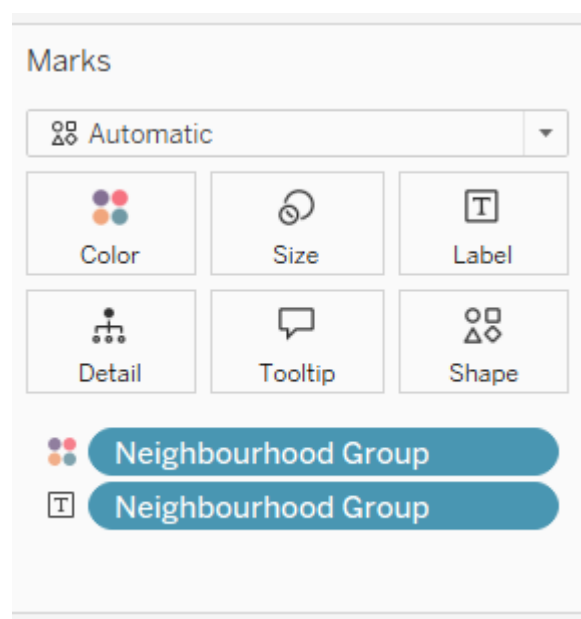 Marks
Automatic
Color Size Label
Detail Tooltip Shape
Neighbourhood Group
T Neighbourhood Group